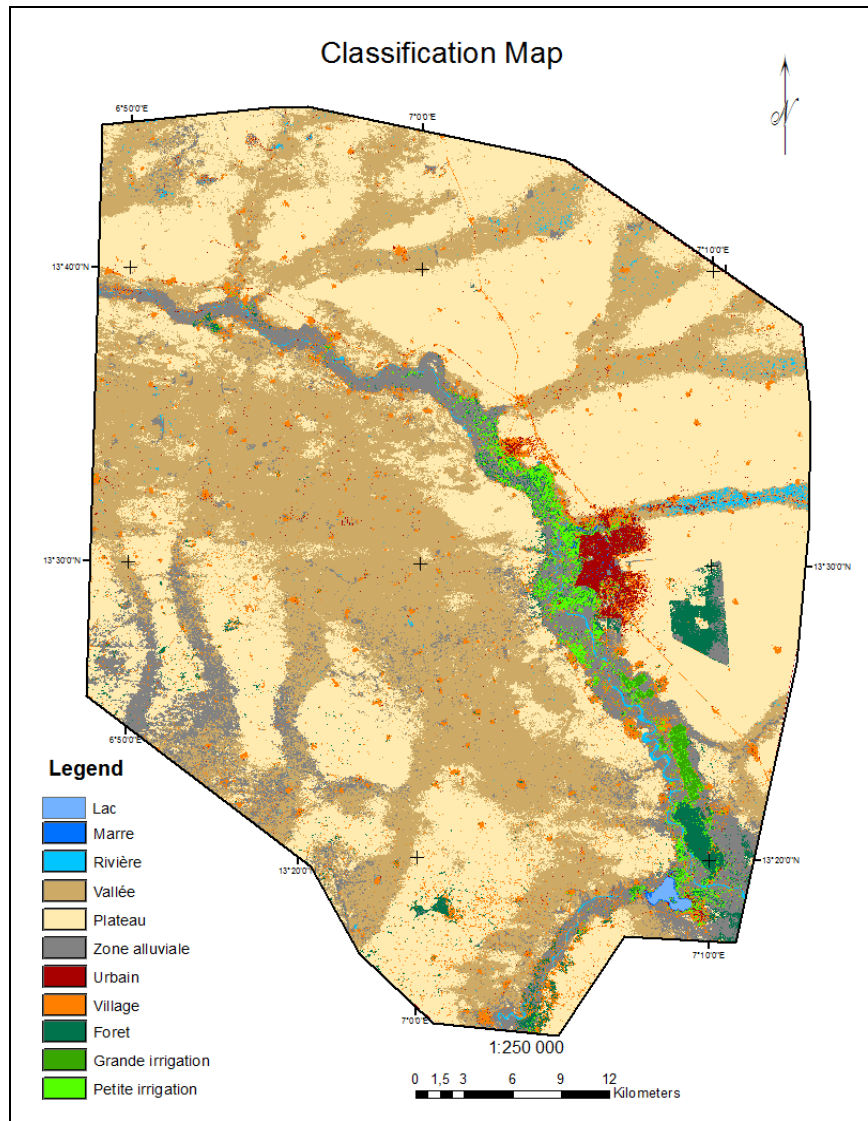 Classification Map
N
6°50'0"E
7°0'0"E
7°10'0"E
13°40'N
13°40'0"N
13°30'0"N
13°30'0"N
6°50'0"E
13°20'0"N
13°20'0"N
7°10'0"E
7°0'0"E
Legend
Lac
Marre
Rivière
Vallée
Plateau
Zone alluviale
Urbain
Village
Foret
Grande irrigation
Petite irrigation
1:250 000
0 1,5 3 6 9 12
Kilometers